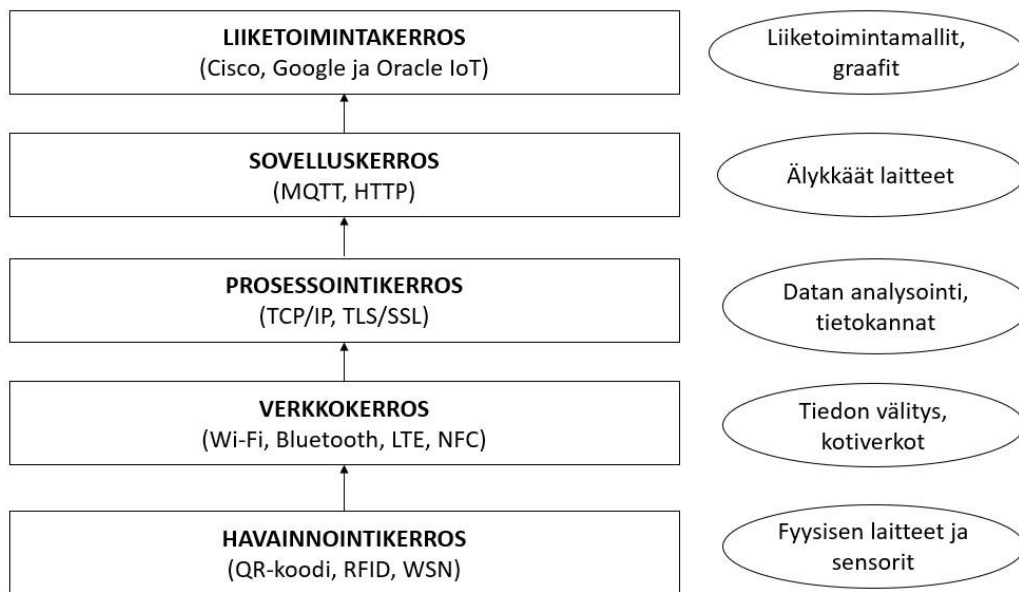 LIIKETOIMINTAKERROS
(Cisco, Google ja Oracle IoT)
Liiketoimintamallit,
graafit
SOVELLUSKERROS
(MQTT, HTTP)
Älykkäät laitteet
PROSESSOINTIKERROS
(TCP/IP, TLS/SSL)
Datan analysointi,
tietokannat
VERKKOKERROS
(Wi-Fi, Bluetooth, LTE, NFC)
Tiedon välitys,
kotiverkot
HAVAINNOINTIKERROS
(QR-koodi, RFID, WSN)
Fyysisen laitteet ja
sensorit